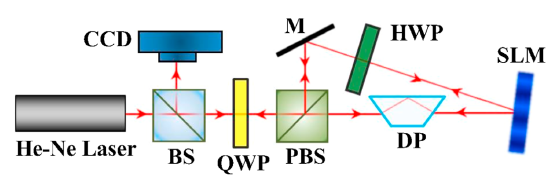 CCD
M
HWP
SLM
He-Ne Laser
BS
QWP
PBS
DP